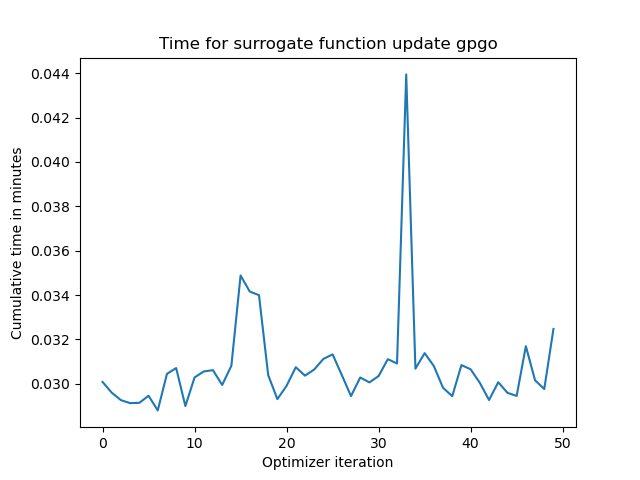 Time for surrogate function update gpgo
Cumulative time in minutes
0.044
0.042
0.040
0.038
0.036
0.034
0.032
0.030
0 10 20 30 40 50
Optimizer iteration